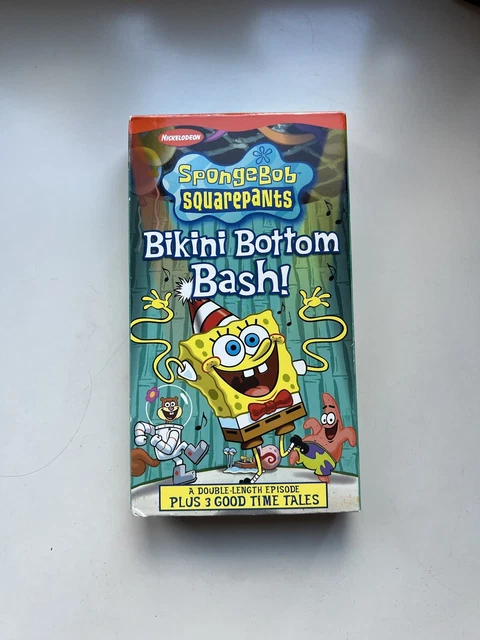 NICKELODEON
SpongeBob
SQUAREPANTS
Bikini Bottom
Bash!
A DOUBLE-LENGTH EPISODE
PLUS 3 GOOD TIME TALES